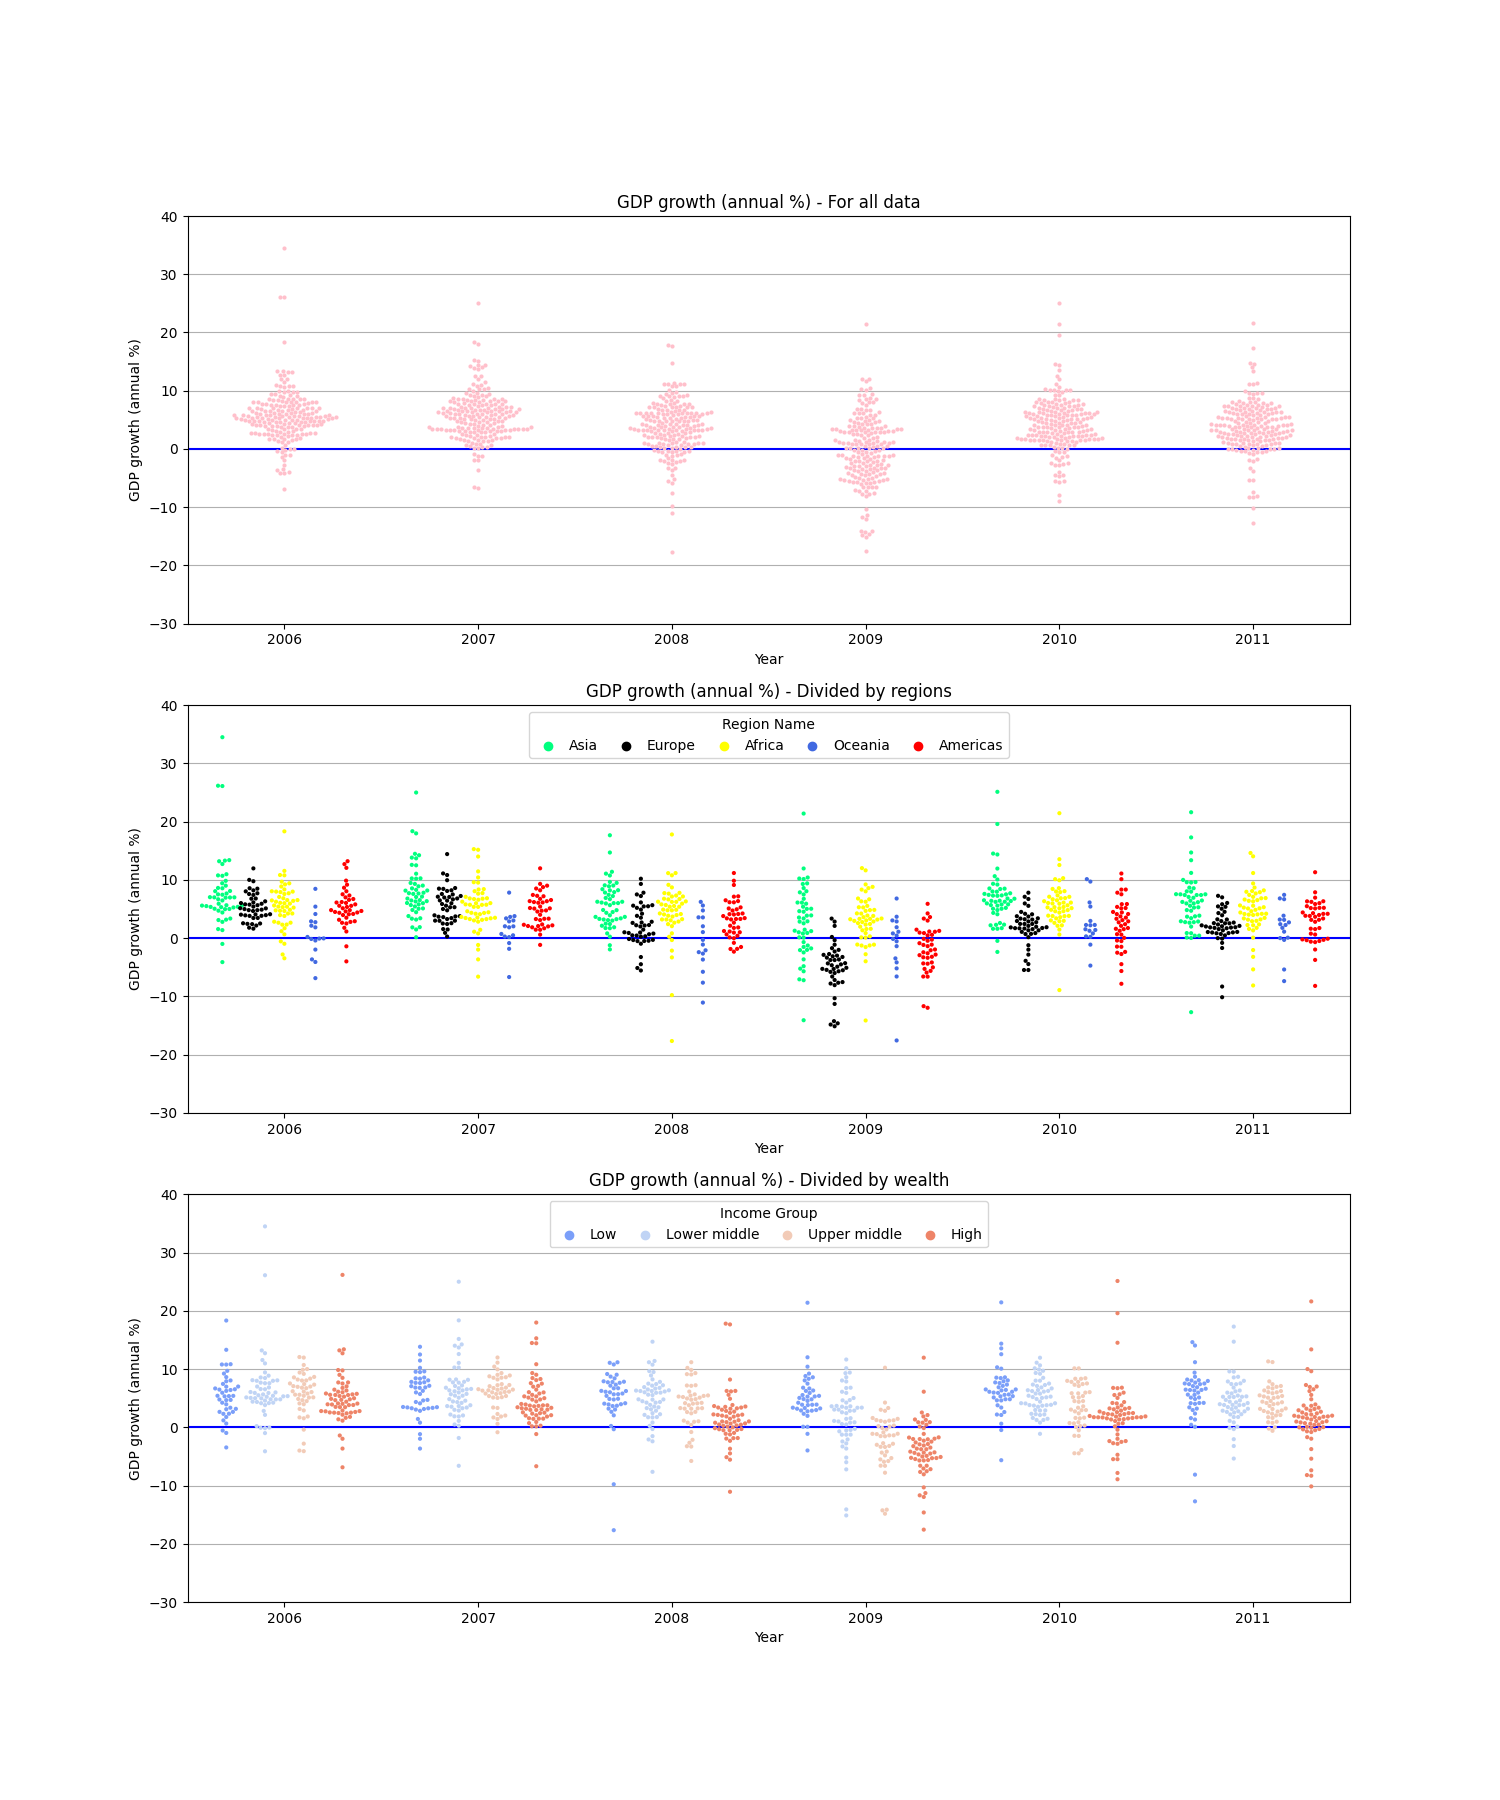 GDP growth (annual %) - For all data
GDP growth (annual %)
40
30
20
10
0
−10
−20
−30
2006 2007 2008 2009 2010 2011
Year
GDP growth (annual %) - Divided by regions
GDP growth (annual %)
Region Name
Asia Europe Africa Oceania Americas
40
30
20
10
0
−10
−20
−30
2006 2007 2008 2009 2010 2011
Year
GDP growth (annual %) - Divided by wealth
GDP growth (annual %)
Income Group
Low Lower middle Upper middle High
40
30
20
10
0
−10
−20
−30
2006 2007 2008 2009 2010 2011
Year